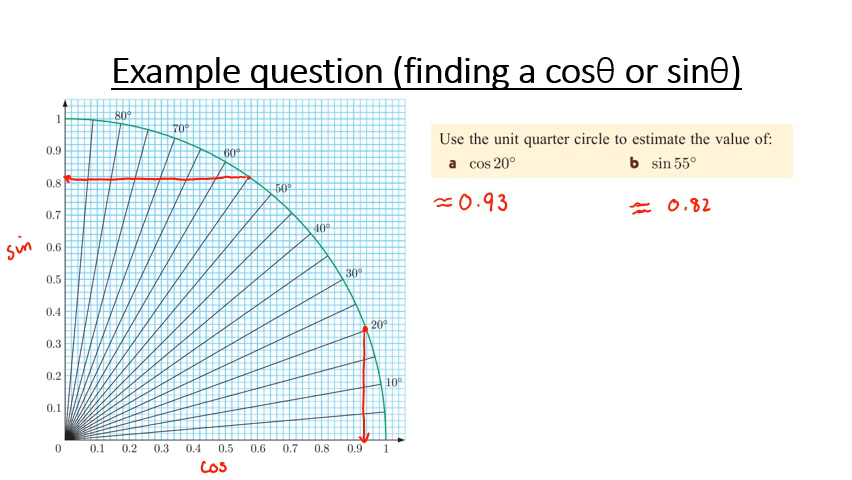 Example question (finding a cosθ or sinθ)
Use the unit quarter circle to estimate the value of:
a cos 20°
b sin 55°
≈ 0.93
≈ 0.82
sin
1
0.9
0.8
0.7
0.6
0.5
0.4
0.3
0.2
0.1
80°
70°
60°
50°
40°
30°
20°
10°
0 0.1 0.2 0.3 0.4 0.5 0.6 0.7 0.8 0.9 1
cos